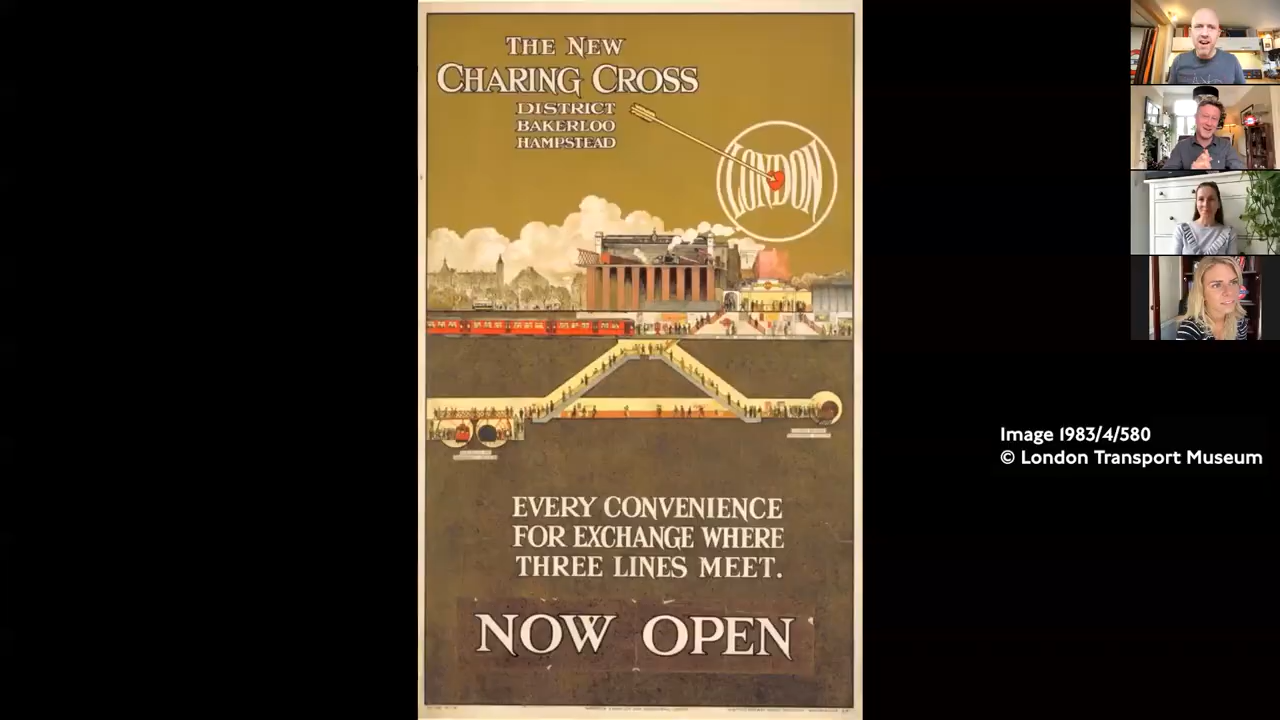 THE NEW
CHARING CROSS
DISTRICT
BAKERLOO
HAMPSTEAD
LONDON
EVERY CONVENIENCE
FOR EXCHANGE WHERE
THREE LINES MEET.
NOW OPEN
Image 1983/4/580
© London Transport Museum